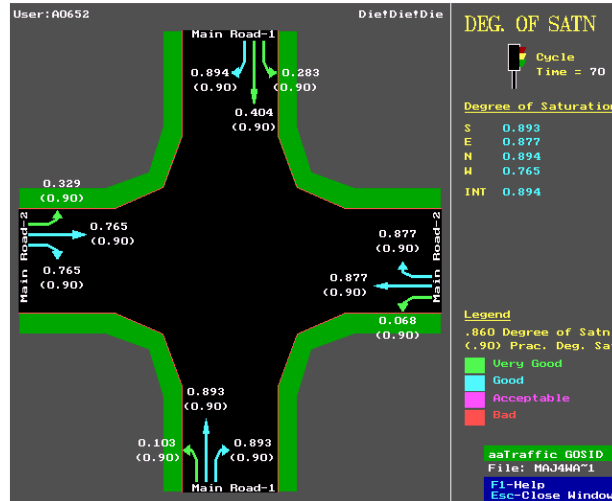 User:A0652
Die!Die!Die
Main Road-1
0.894
(0.90)
0.283
(0.90)
0.404
(0.90)
0.329
(0.90)
Main Road-2
0.765
(0.90)
0.765
(0.90)
0.877
(0.90)
0.877
(0.90)
Main Road-2
0.068
(0.90)
0.893
(0.90)
0.103
(0.90)
0.893
(0.90)
Main Road-1
DEG. OF SATN
Cycle
Time = 70
Degree of Saturation
S 0.893
E 0.877
N 0.894
W 0.765
INT 0.894
Legend
.860 Degree of Satn
(.90) Prac. Deg. Sa
Very Good
Good
Acceptable
Bad
aaTraffic GOSID
File: MAJ4WA~1
F1-Help
Esc-Close Window